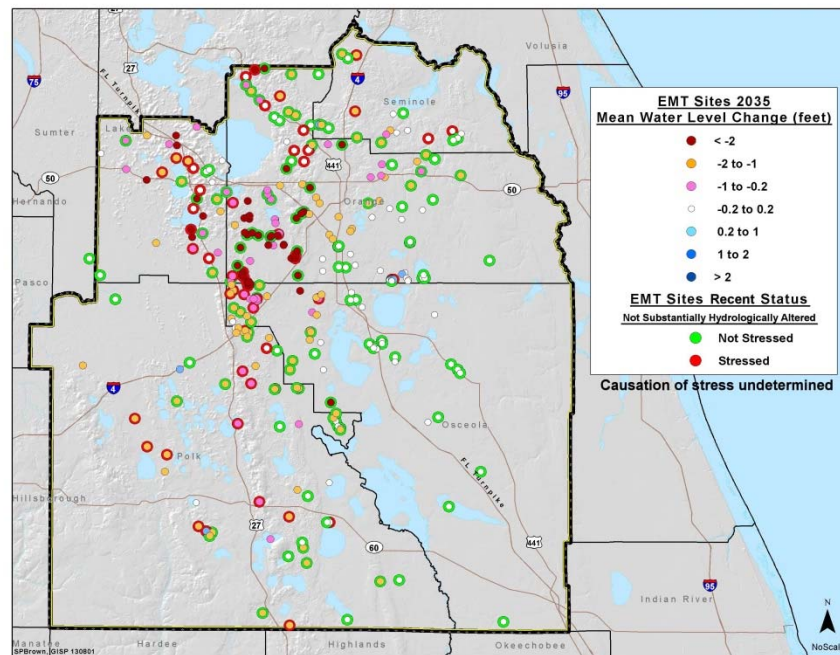 27
Volusia
75
FL Turnpike
4
95
Seminole
Sumter
Lake
441
50
Orange
50
Hernando
Pasco
4
Osceola
Polk
FL Turnpike
Hillsborough
27
441
60
95
Indian River
Manatee
Hardee
Highlands
Okeechobee
SPBrown, GISP 130801
EMT Sites 2035
Mean Water Level Change (feet)
< -2
-2 to -1
-1 to -0.2
-0.2 to 0.2
0.2 to 1
1 to 2
> 2
EMT Sites Recent Status
Not Substantially Hydrologically Altered
Not Stressed
Stressed
Causation of stress undetermined
N
NoScale